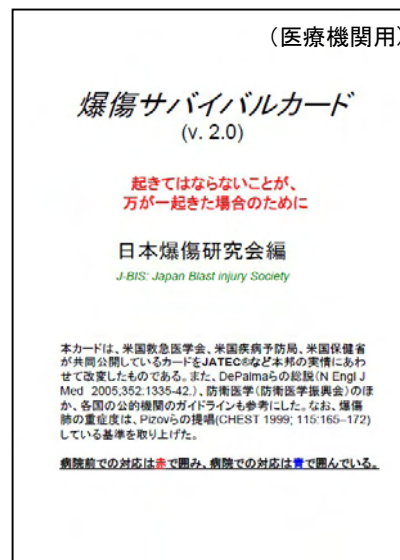 （医療機関用）
爆傷サバイバルカード
(v. 2.0)
起きてはならないことが、
万が一起きた場合のために
日本爆傷研究会編
J-BIS: Japan Blast injury Society
本カードは、米国救急医学会、米国疾病予防局、米国保健省
が共同公開しているカードをJATEC®など本邦の実情にあわ
せて改変したものである。また、DePalmaらの総説(N Engl J
Med 2005;352:1335-42.)、防衛医学(防衛医学振興会)のほ
か、各国の公的機関のガイドラインも参考にした。なお、爆傷
肺の重症度は、Pizovらの提唱(CHEST 1999; 115:165–172)
している基準を取り上げた。
病院前での対応は赤で囲み、病院での対応は青で囲んでいる。